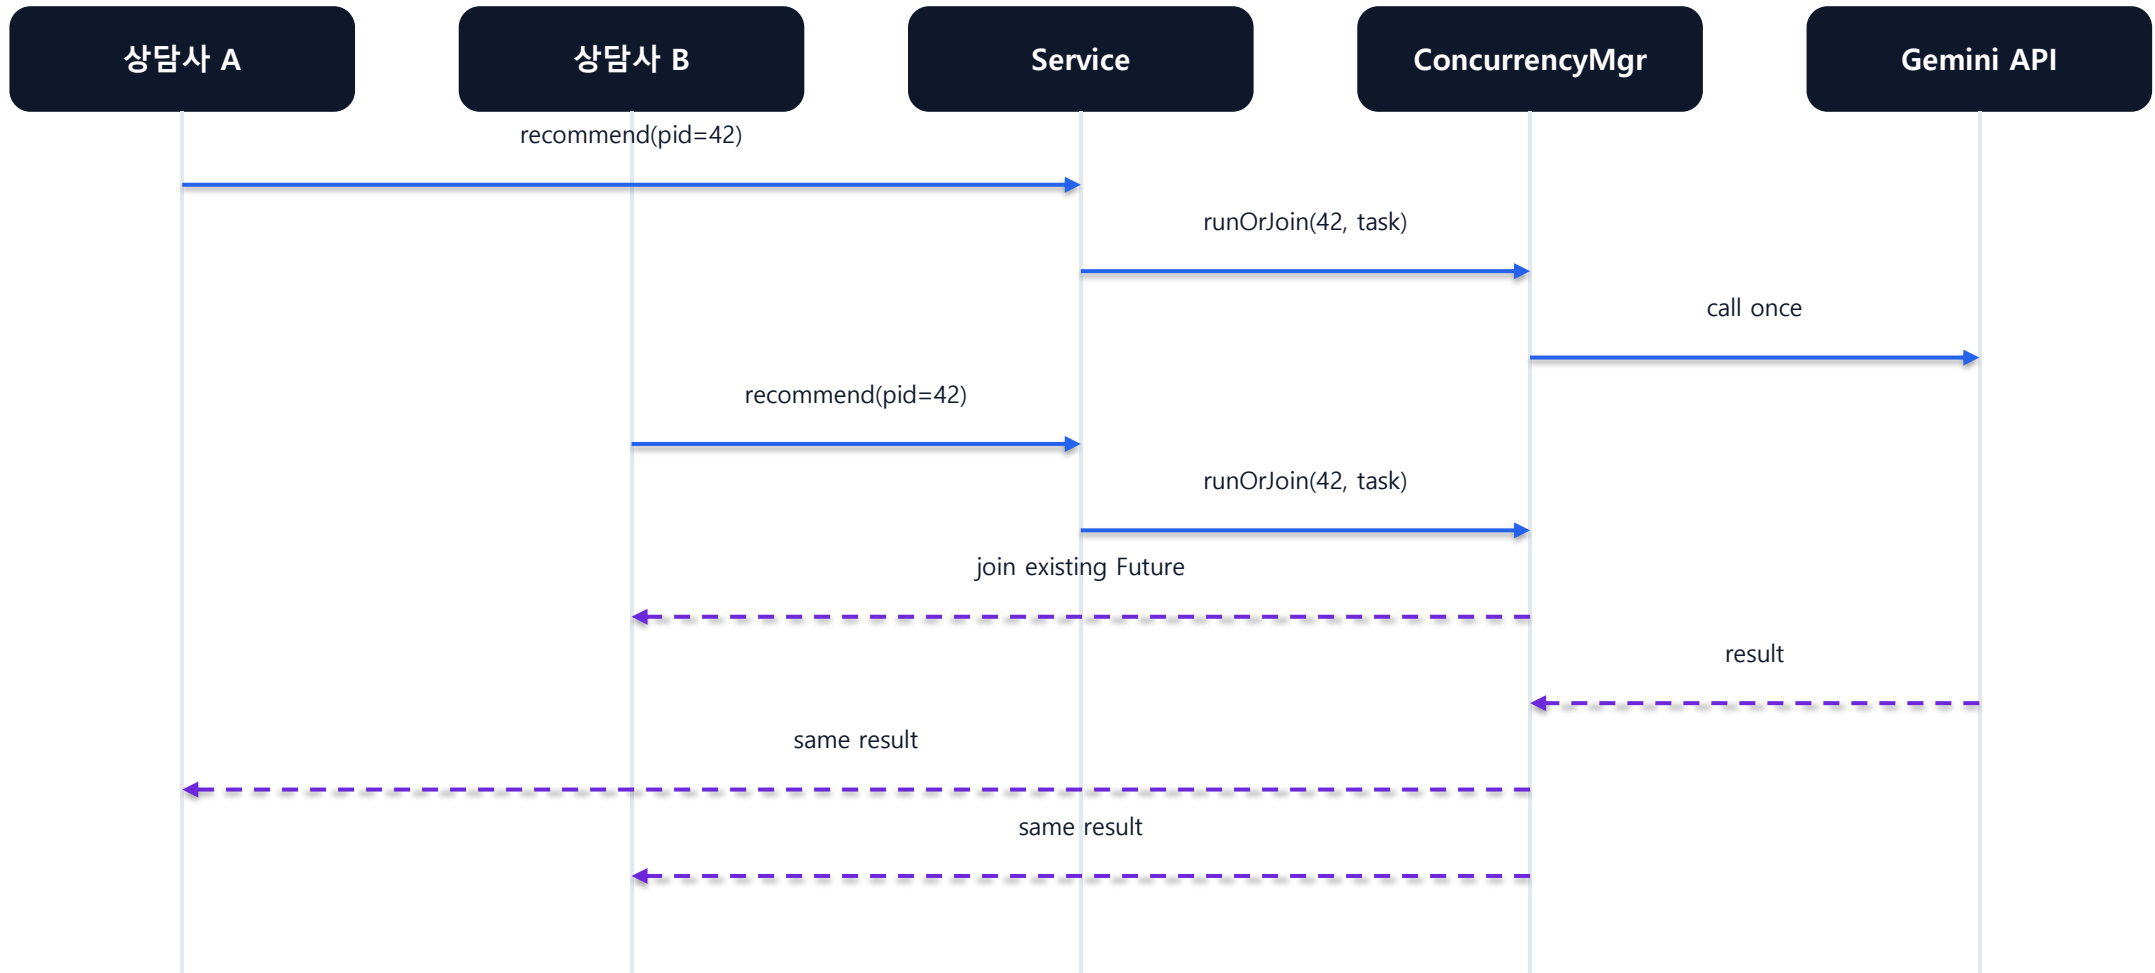 상담사 A
상담사 B
Service
ConcurrencyMgr
Gemini API
recommend(pid=42)
runOrJoin(42, task)
call once
recommend(pid=42)
runOrJoin(42, task)
join existing Future
result
same result
same result